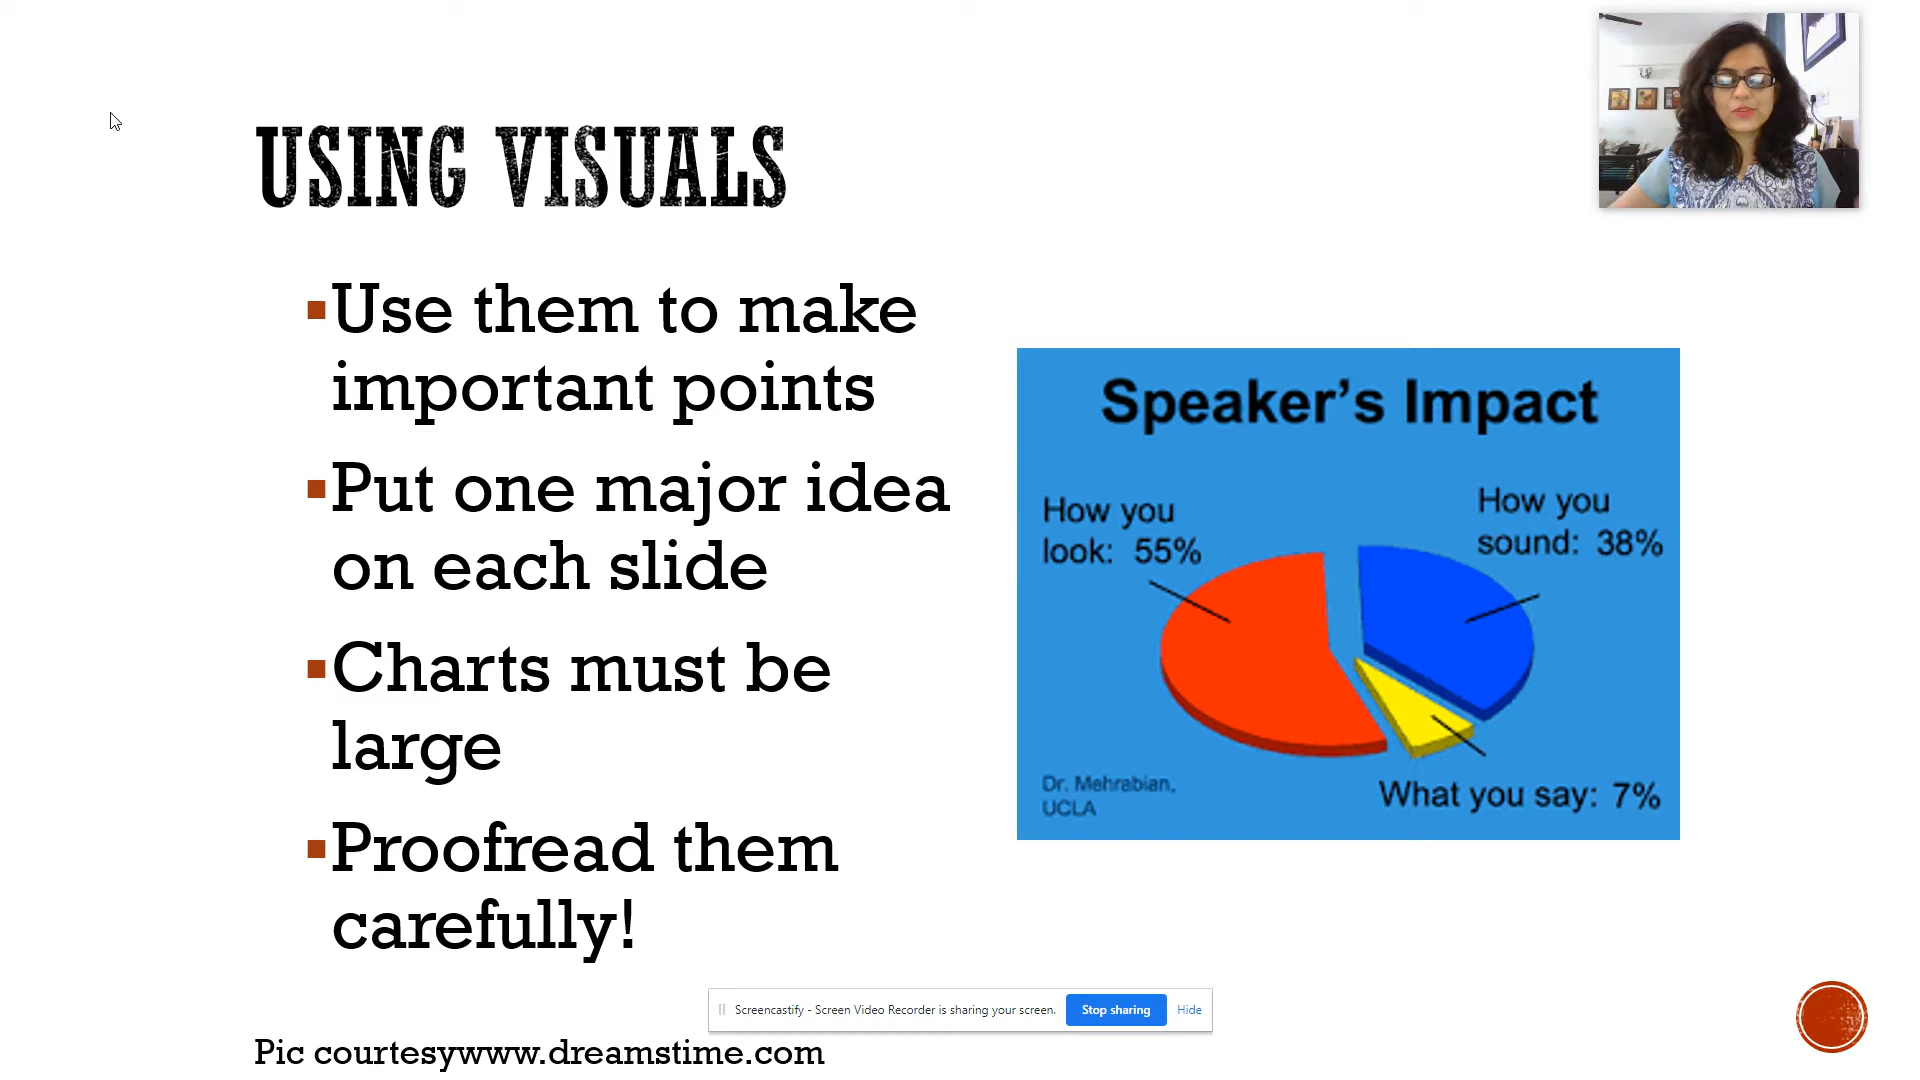 USING VISUALS
▪Use them to make
important points
▪Put one major idea
on each slide
▪Charts must be
large
▪Proofread them
carefully!
Speaker's Impact
How you
look: 55%
How you
sound: 38%
What you say: 7%
Dr. Mehrabian,
UCLA
Screencastify - Screen Video Recorder is sharing your screen. Stop sharing Hide
Pic courtesywww.dreamstime.com